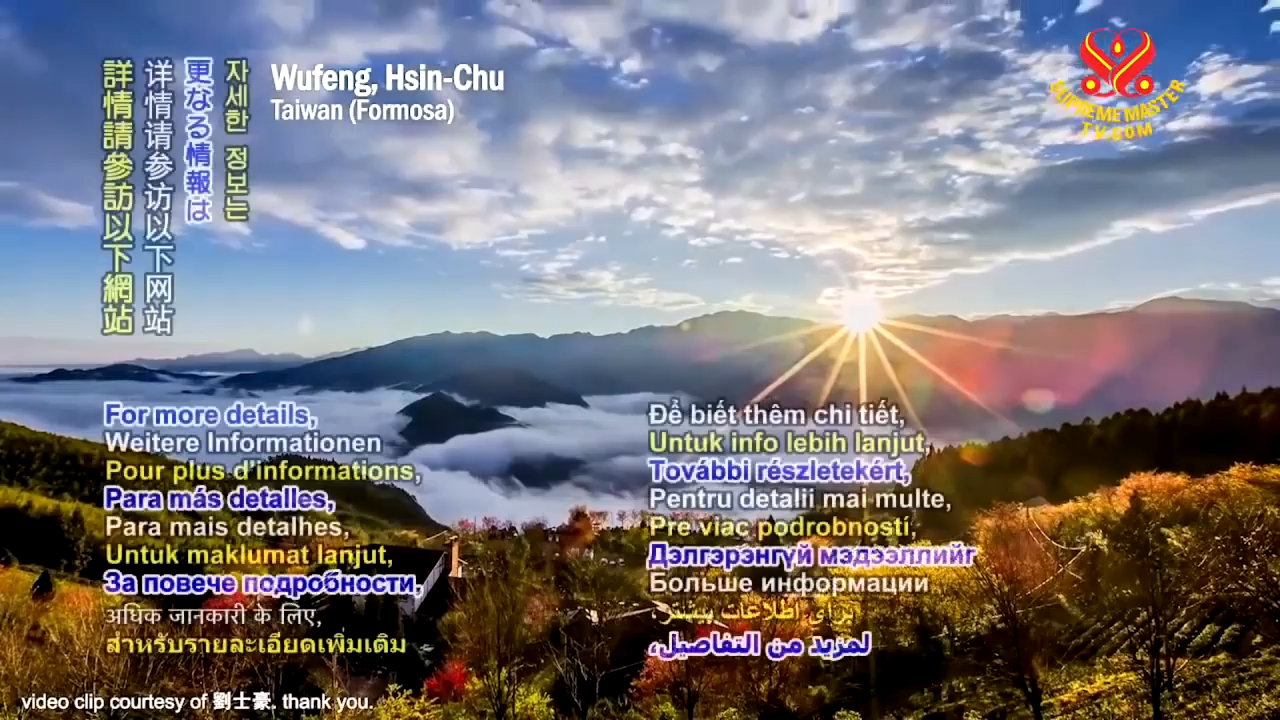 詳情請參訪以下網站
详情请参访以下网站
更なる情報は
자세한 정보는
Wufeng, Hsin-Chu
Taiwan (Formosa)
SUPREME MASTER
TV.COM
For more details,
Weitere Informationen
Pour plus d'informations,
Para más detalles,
Para mais detalhes,
Untuk maklumat lanjut,
За повече подробности,
अधिक जानकारी के लिए,
สำหรับรายละเอียดเพิ่มเติม
Để biết thêm chi tiết,
Untuk info lebih lanjut,
További részletekért,
Pentru detalii mai multe,
Pre viac podrobností,
Дэлгэрэнгүй мэдээллийг
Больше информации
برای اطلاعات بیشتر،
لمزيد من التفاصيل،
video clip courtesy of 劉士豪. thank you.